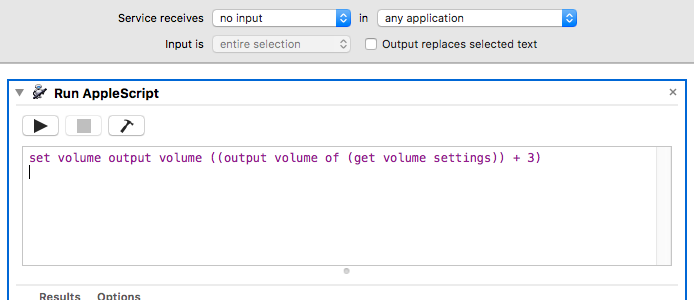 Service receives no input in any application
Input is entire selection Output replaces selected text
Run AppleScript
set volume output volume ((output volume of (get volume settings)) + 3)
Results Options